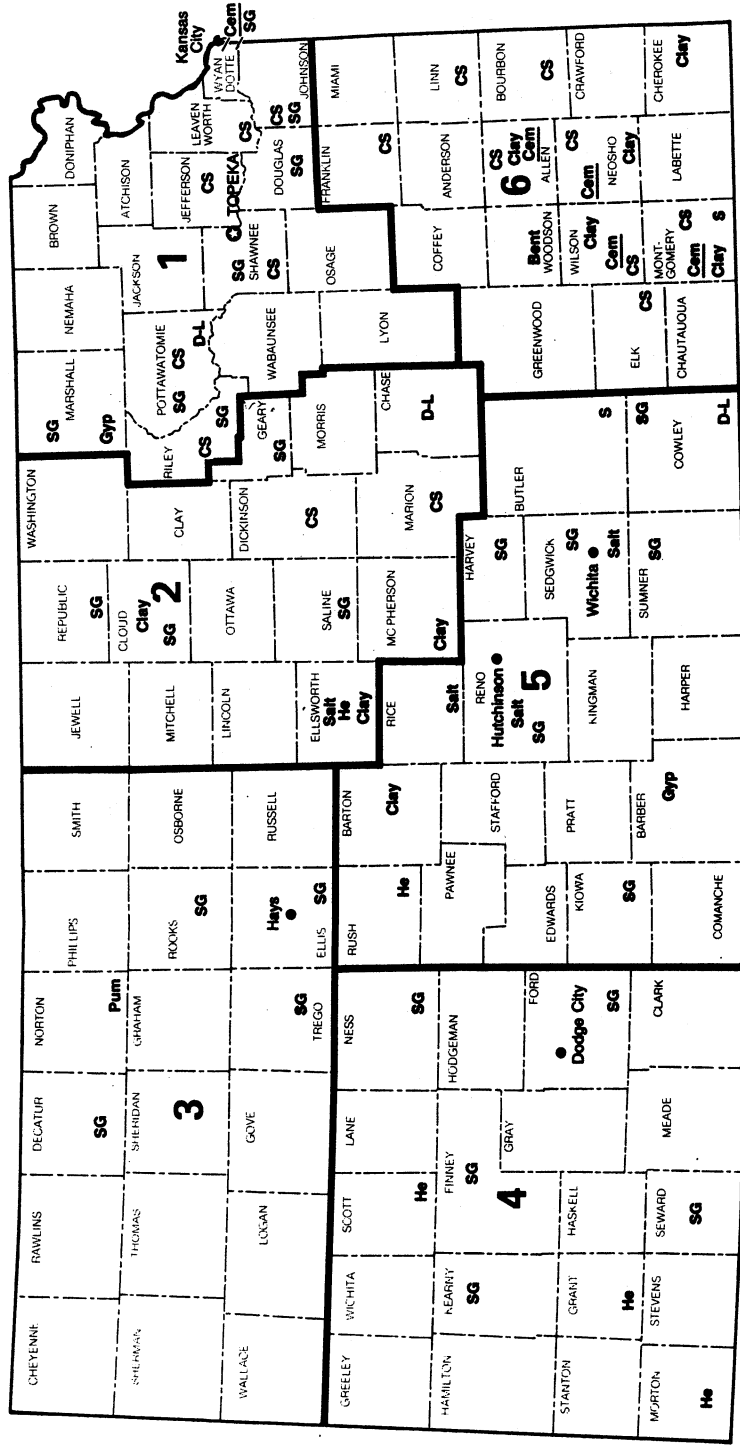 CHEYENNE
RAWLINS
DECATUR
SG
NORTON
Pum
PHILLIPS
SMITH
SHERMAN
THOMAS
SHERIDAN
3
GRAHAM
ROOKS
SG
OSBORNE
WALLACE
LOGAN
GOVE
TREGO
SG
Hays
ELLIS
SG
RUSSELL
JEWELL
REPUBLIC
SG
WASHINGTON
MITCHELL
CLOUD
Clay
SG
2
CLAY
LINCOLN
OTTAWA
DICKINSON
CS
ELLSWORTH
Salt
He
Clay
SALINE
SG
GEARY
SG
MORRIS
MC PHERSON
Clay
MARION
CS
CHASE
D-L
MARSHALL
SG
Gyp
NEMAHA
BROWN
DONIPHAN
RILEY
CS
SG
POTTAWATOMIE
SG
CS
D-L
JACKSON
1
ATCHISON
JEFFERSON
CS
LEAVEN
WORTH
CS
WYAN
DOTTE
Kansas
City
Cem
SG
WABAUNSEE
SHAWNEE
SG
CS
TOPEKA
DOUGLAS
SG
JOHNSON
CS
SG
OSAGE
LYON
GREELEY
WICHITA
SCOTT
He
LANE
NESS
SG
HAMILTON
KEARNY
SG
FINNEY
SG
4
HODGEMAN
GRAY
FORD
Dodge City
SG
STANTON
GRANT
He
HASKELL
MORTON
He
STEVENS
SEWARD
SG
MEADE
CLARK
RUSH
He
BARTON
Clay
RICE
Salt
PAWNEE
STAFFORD
RENO
Hutchinson
Salt
SG
5
HARVEY
SG
BUTLER
S
EDWARDS
KIOWA
SG
PRATT
KINGMAN
SEDGWICK
SG
Wichita
Salt
COMANCHE
BARBER
Gyp
HARPER
SUMNER
SG
COWLEY
SG
D-L
FRANKLIN
CS
MIAMI
COFFEY
ANDERSON
LINN
CS
GREENWOOD
WOODSON
Bent
ALLEN
CS
Clay
Cem
6
BOURBON
CS
ELK
CS
WILSON
Clay
Cem
CS
NEOSHO
CS
Cem
Clay
CRAWFORD
CHAUTAUQUA
MONT-
GOMERY
CS
Cem
Clay
S
LABETTE
CHEROKEE
Clay